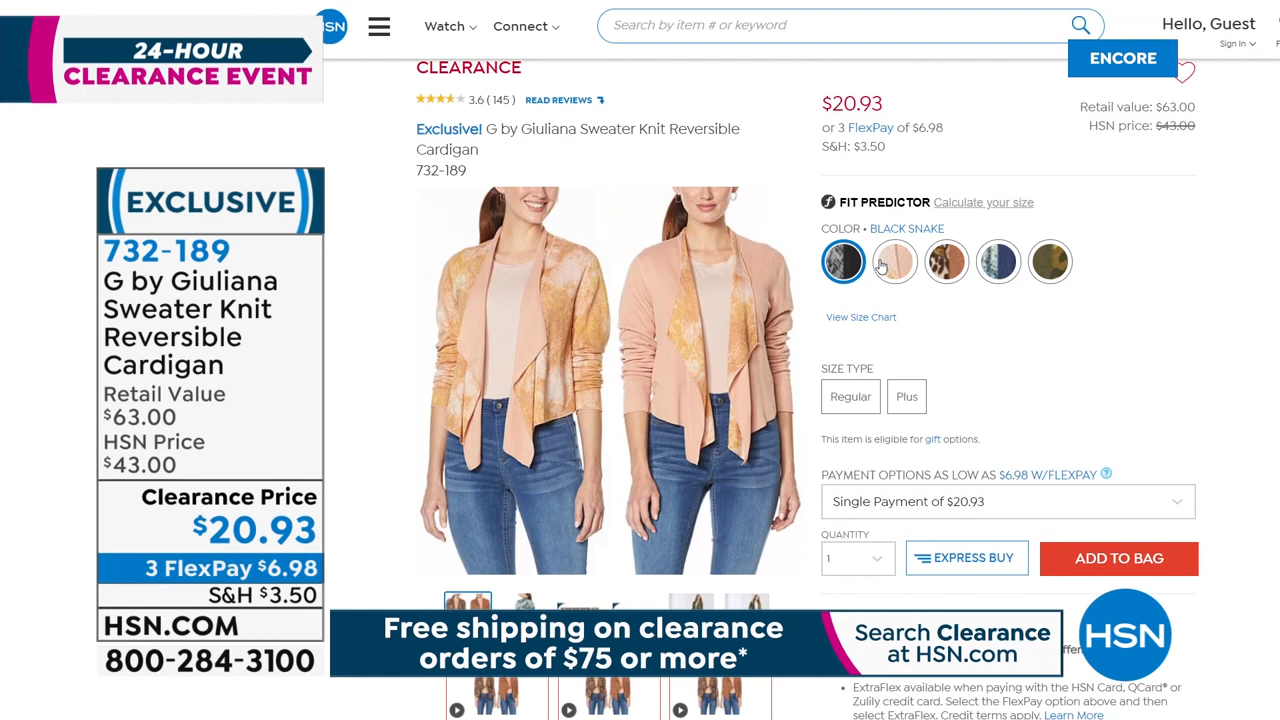 24-HOUR
CLEARANCE EVENT
SN
Watch
Connect
Search by item # or keyword
Hello, Guest
Sign In
ENCORE
CLEARANCE
3.6 (145) READ REVIEWS
Exclusive! G by Giuliana Sweater Knit Reversible
Cardigan
732-189
$20.93
or 3 FlexPay of $6.98
S&H: $3.50
Retail value: $63.00
HSN price: $43.00
FIT PREDICTOR Calculate your size
COLOR • BLACK SNAKE
View Size Chart
SIZE TYPE
Regular
Plus
This item is eligible for gift options.
PAYMENT OPTIONS AS LOW AS $6.98 W/FLEXPAY ?
Single Payment of $20.93
QUANTITY
1
EXPRESS BUY
ADD TO BAG
EXCLUSIVE
732-189
G by Giuliana
Sweater Knit
Reversible
Cardigan
Retail Value
$63.00
HSN Price
$43.00
Clearance Price
$20.93
3 FlexPay $6.98
S&H $3.50
HSN.COM
800-284-3100
Free shipping on clearance
orders of $75 or more*
Search Clearance
at HSN.com
HSN
• ExtraFlex available when paying with the HSN Card, QCard® or
Zulily credit card. Select the FlexPay option above and then
select ExtraFlex. Credit terms apply. Learn More